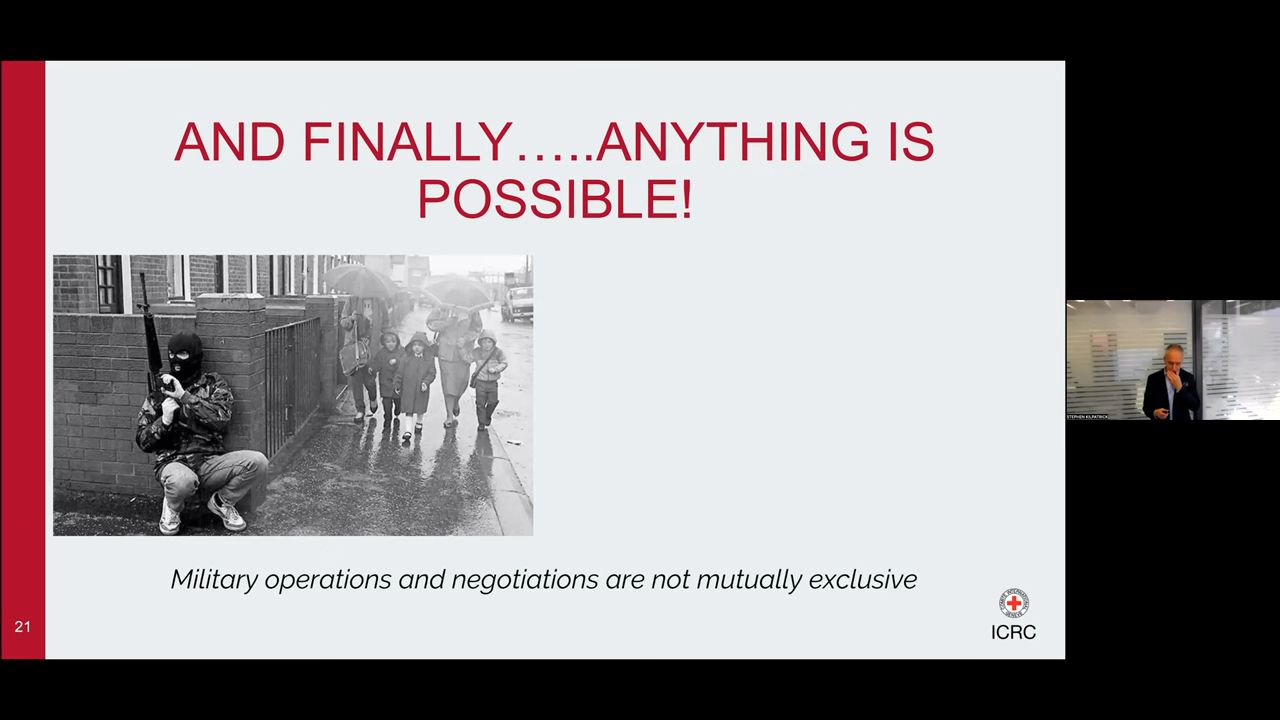 AND FINALLY…..ANYTHING IS
POSSIBLE!
Military operations and negotiations are not mutually exclusive
21
ICRC
STEPHEN KILPATRICK